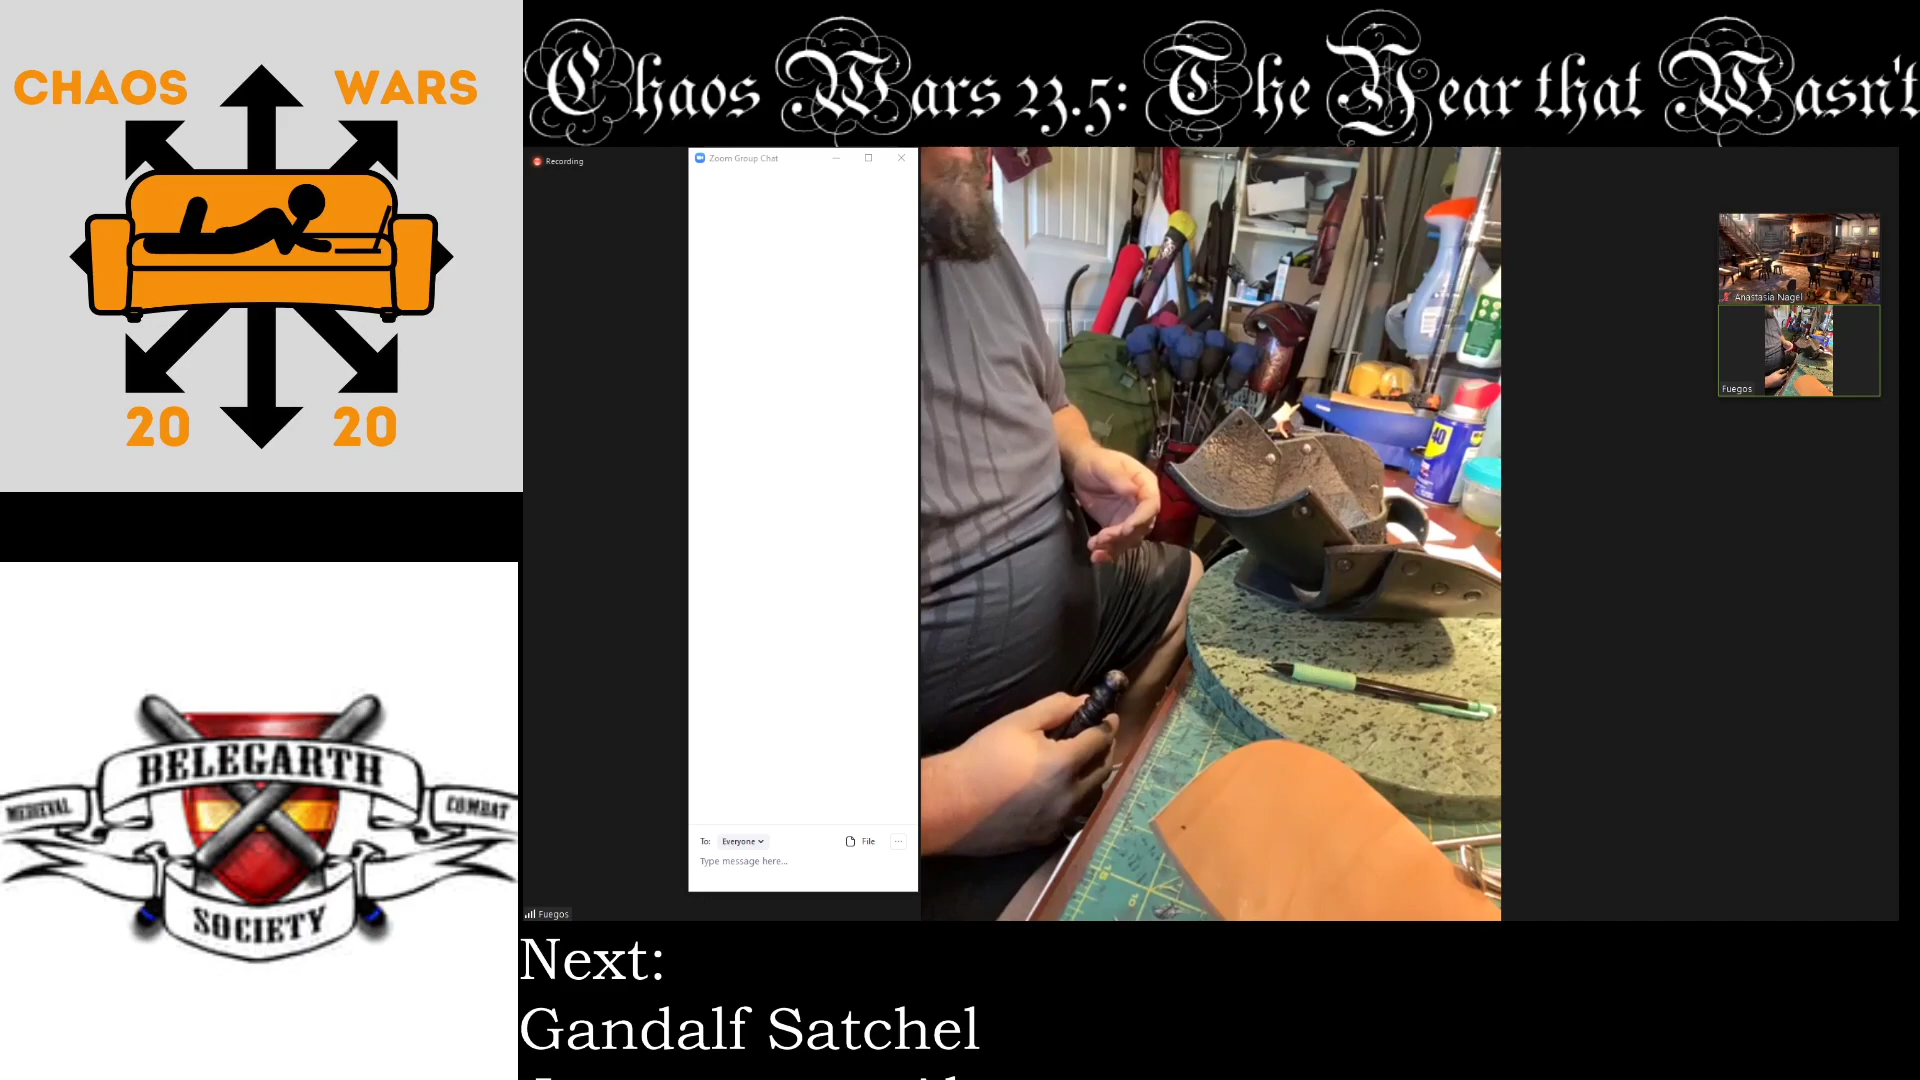 CHAOS WARS
20 20
BELEGARTH
MEDIEVAL COMBAT
SOCIETY
Chaos Wars 23.5: The Year that Wasn't
Recording
Zoom Group Chat
To: Everyone
File
Type message here...
Fuegos
40
Anastasia Nagel
Fuegos
Next:
Gandalf Satchel